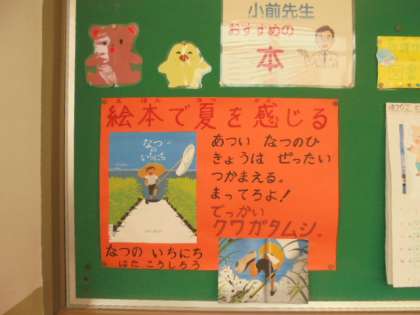 小前先生
おすすめの
本
絵本で夏を感じる
なつ
の
いちにち
あつい なつのひ
きょうは ぜったい
つかまえる。
まってろよ!
でっかい
クワガタムシ。
なつの いちにち
はた こうしろう